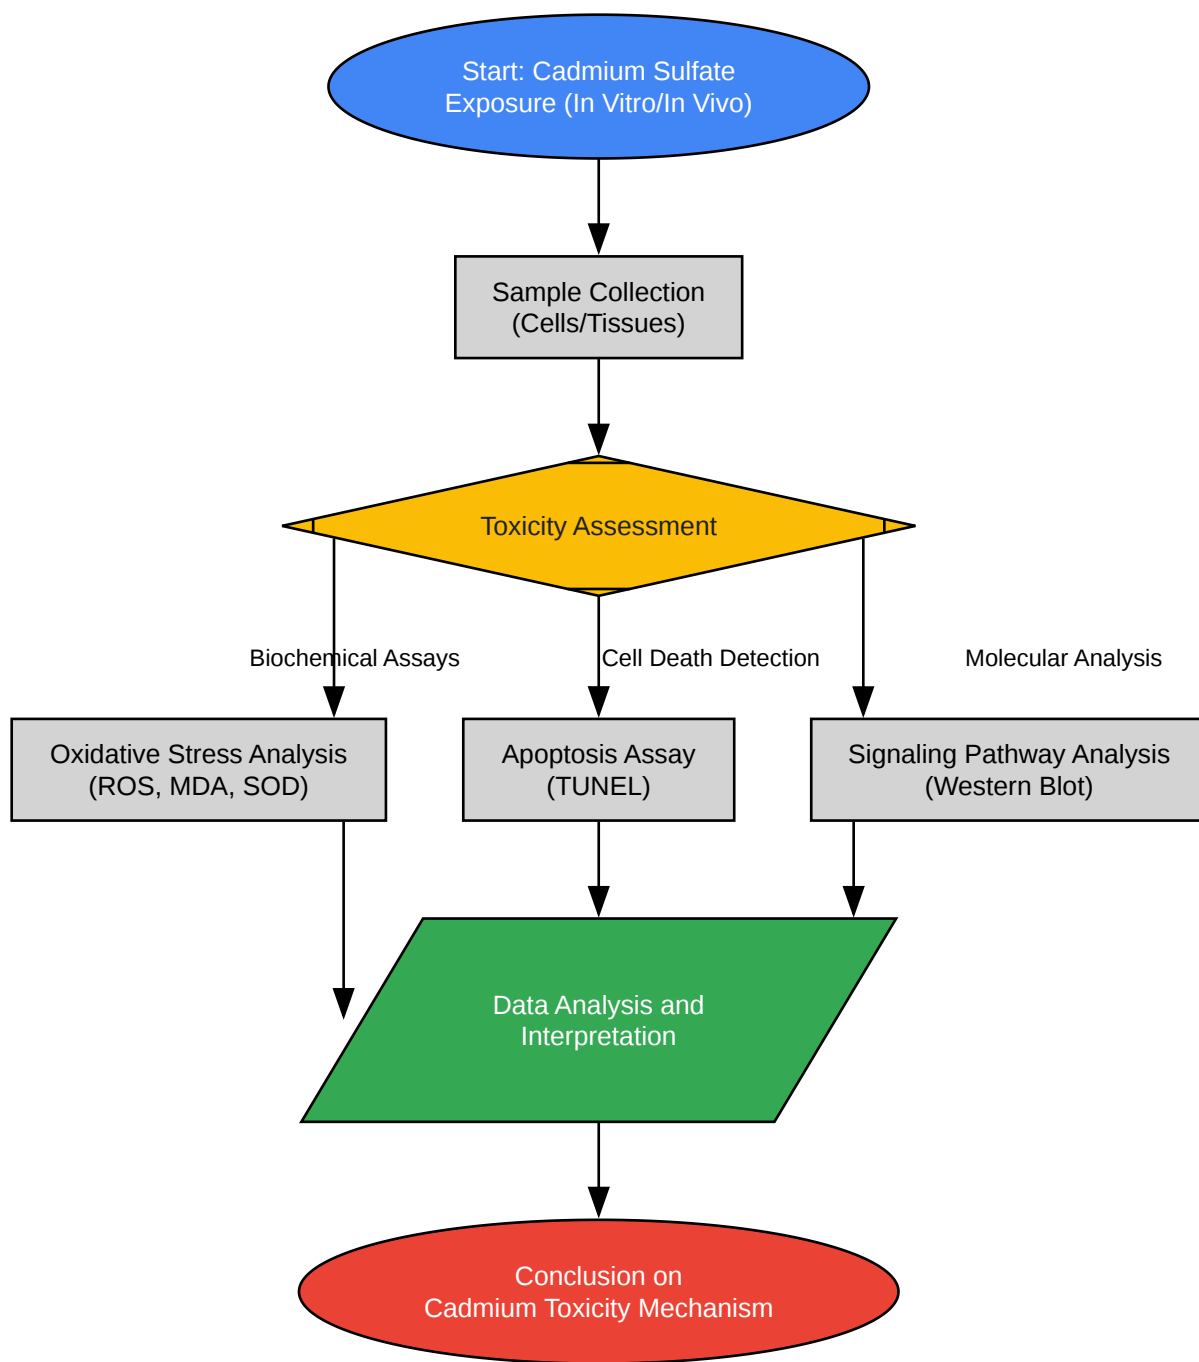 Start: Cadmium Sulfate
Exposure (In Vitro/In Vivo)
Sample Collection
(Cells/Tissues)
Toxicity Assessment
Biochemical Assays
Cell Death Detection
Molecular Analysis
Oxidative Stress Analysis
(ROS, MDA, SOD)
Apoptosis Assay
(TUNEL)
Signaling Pathway Analysis
(Western Blot)
Data Analysis and
Interpretation
Conclusion on
Cadmium Toxicity Mechanism